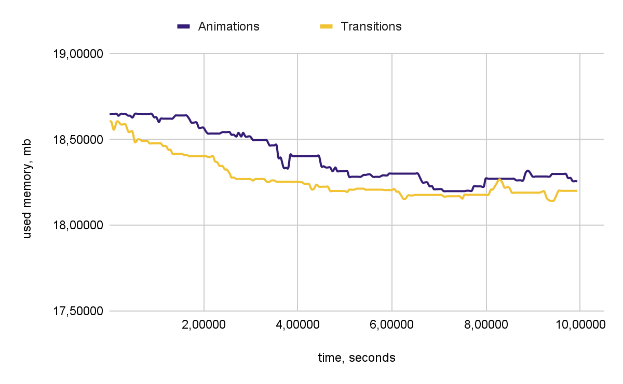 Animations Transitions
19,00000
18,50000
18,00000
17,50000
used memory, mb
2,00000 4,00000 6,00000 8,00000 10,00000
time, seconds